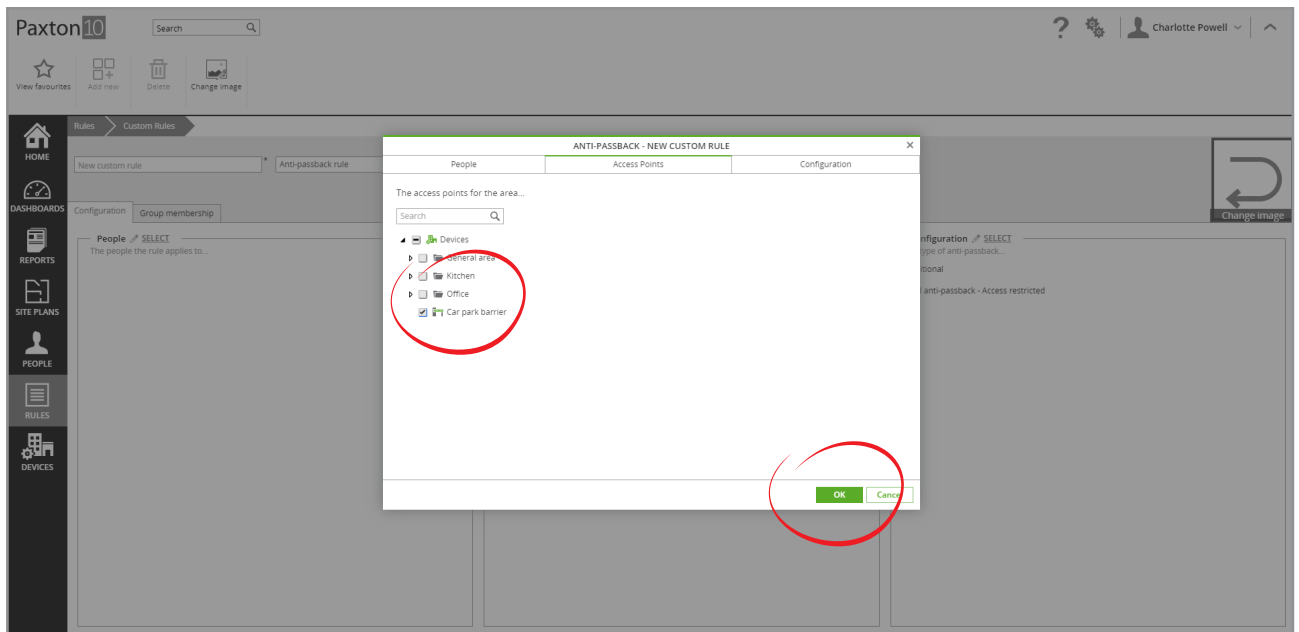 Paxton10
Search
Charlotte Powell
View favourites
Add new
Delete
Change image
Rules
Custom Rules
HOME
DASHBOARDS
REPORTS
SITE PLANS
PEOPLE
RULES
DEVICES
New custom rule
*
Anti-passback rule
Change image
Configuration
Group membership
People SELECT
The people the rule applies to...
ANTI-PASSBACK - NEW CUSTOM RULE
People
Access Points
Configuration
The access points for the area...
Search
Devices
General area
Kitchen
Office
Car park barrier
OK
Cancel
nfiguration SELECT
ype of anti-passback...
tional
anti-passback - Access restricted